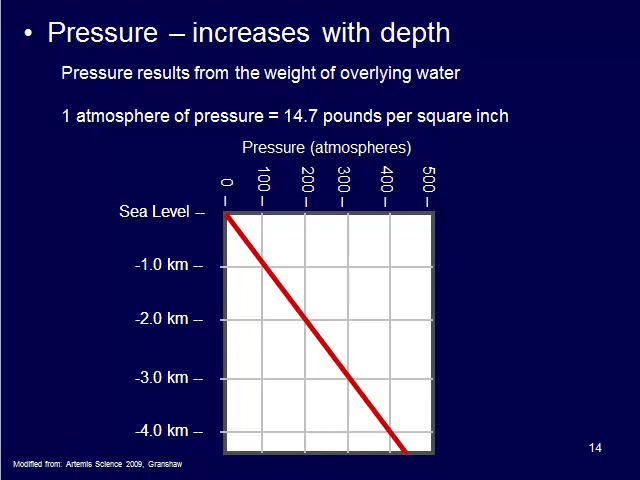 • Pressure – increases with depth
Pressure results from the weight of overlying water
1 atmosphere of pressure = 14.7 pounds per square inch
Pressure (atmospheres)
0 – 100 – 200 – 300 – 400 – 500 –
Sea Level --
-1.0 km --
-2.0 km --
-3.0 km --
-4.0 km --
14
Modified from: Artemis Science 2009, Granshaw